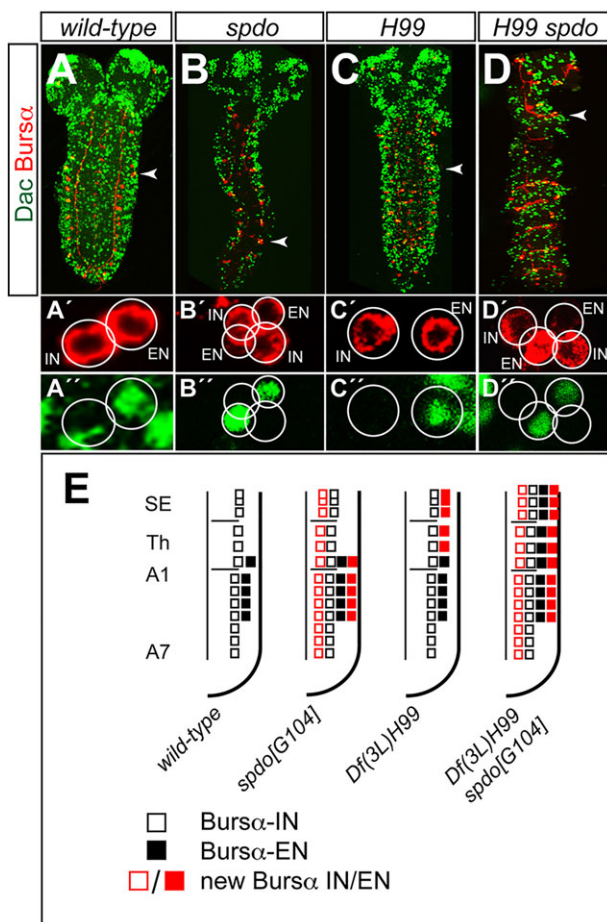 wild-type spdo H99 H99 spdo
Dac Bursα
A B C D
A′ B′ C′ D′
IN EN IN EN EN IN IN EN IN EN IN
A′′ B′′ C′′ D′′
E
SE
Th
A1
A7
wild-type
spdo[G104]
Df(3L)H99
Df(3L)H99
spdo[G104]
Bursα-IN
Bursα-EN
/ new Bursα IN/EN